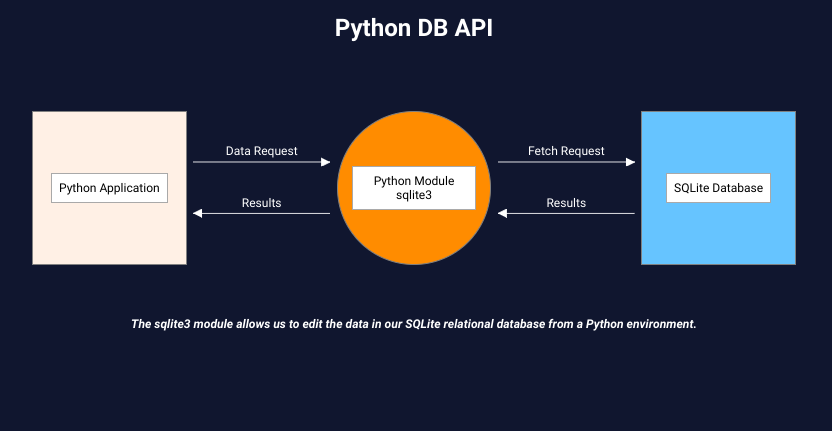 Python DB API
Data Request
Fetch Request
Python Application
Python Module
sqlite3
SQLite Database
Results
Results
The sqlite3 module allows us to edit the data in our SQLite relational database from a Python environment.